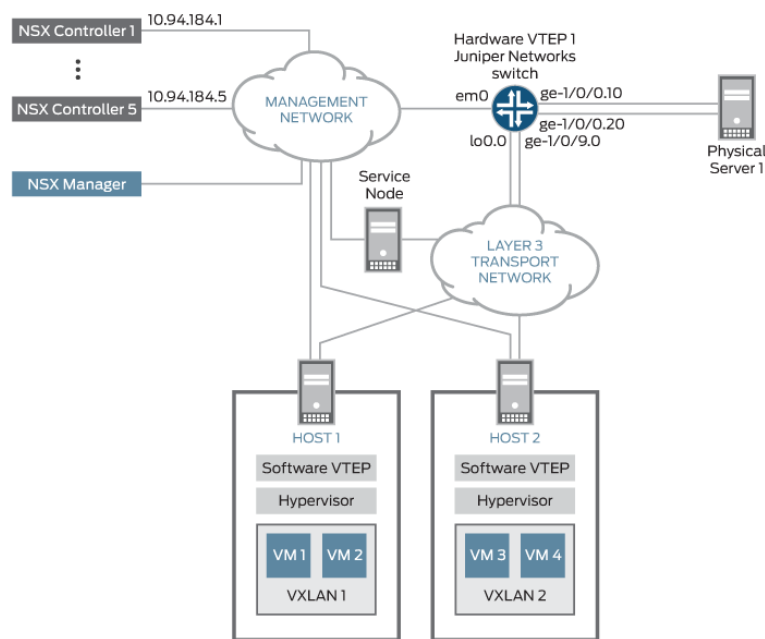 NSX Controller 1
10.94.184.1
NSX Controller 5
10.94.184.5
NSX Manager
MANAGEMENT
NETWORK
Hardware VTEP 1
Juniper Networks
switch
em0
ge-1/0/0.10
ge-1/0/0.20
lo0.0
ge-1/0/9.0
Physical
Server 1
Service
Node
LAYER 3
TRANSPORT
NETWORK
HOST 1
Software VTEP
Hypervisor
VM 1
VM 2
VXLAN 1
HOST 2
Software VTEP
Hypervisor
VM 3
VM 4
VXLAN 2